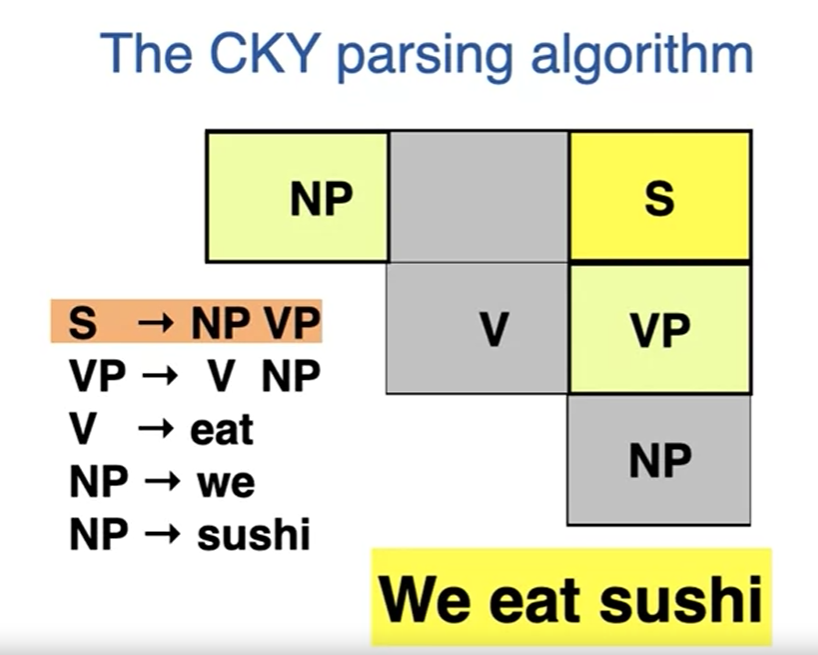 The CKY parsing algorithm
NP S
V VP
NP
S → NP VP
VP → V NP
V → eat
NP → we
NP → sushi
We eat sushi